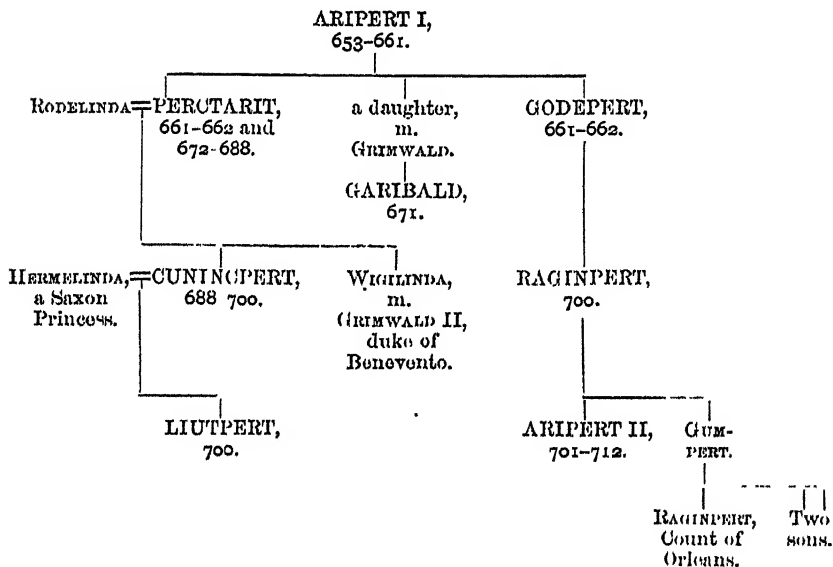 ARIPERT I,
653-661.
RODELINDA = PERCTARIT,
661-662 and
672-688.
a daughter,
m.
GRIMWALD.
GODEPERT,
661-662.
GARIBALD,
671.
HERMELINDA,
a Saxon
Princess.
= CUNINCPERT,
688 700.
WIGILINDA,
m.
GRIMWALD II,
duke of
Benevento.
RAGINPERT,
700.
LIUTPERT,
700.
ARIPERT II,
701-712.
GUM-
PERT.
RAGINPERT,
Count of
Orleans.
Two
sons.